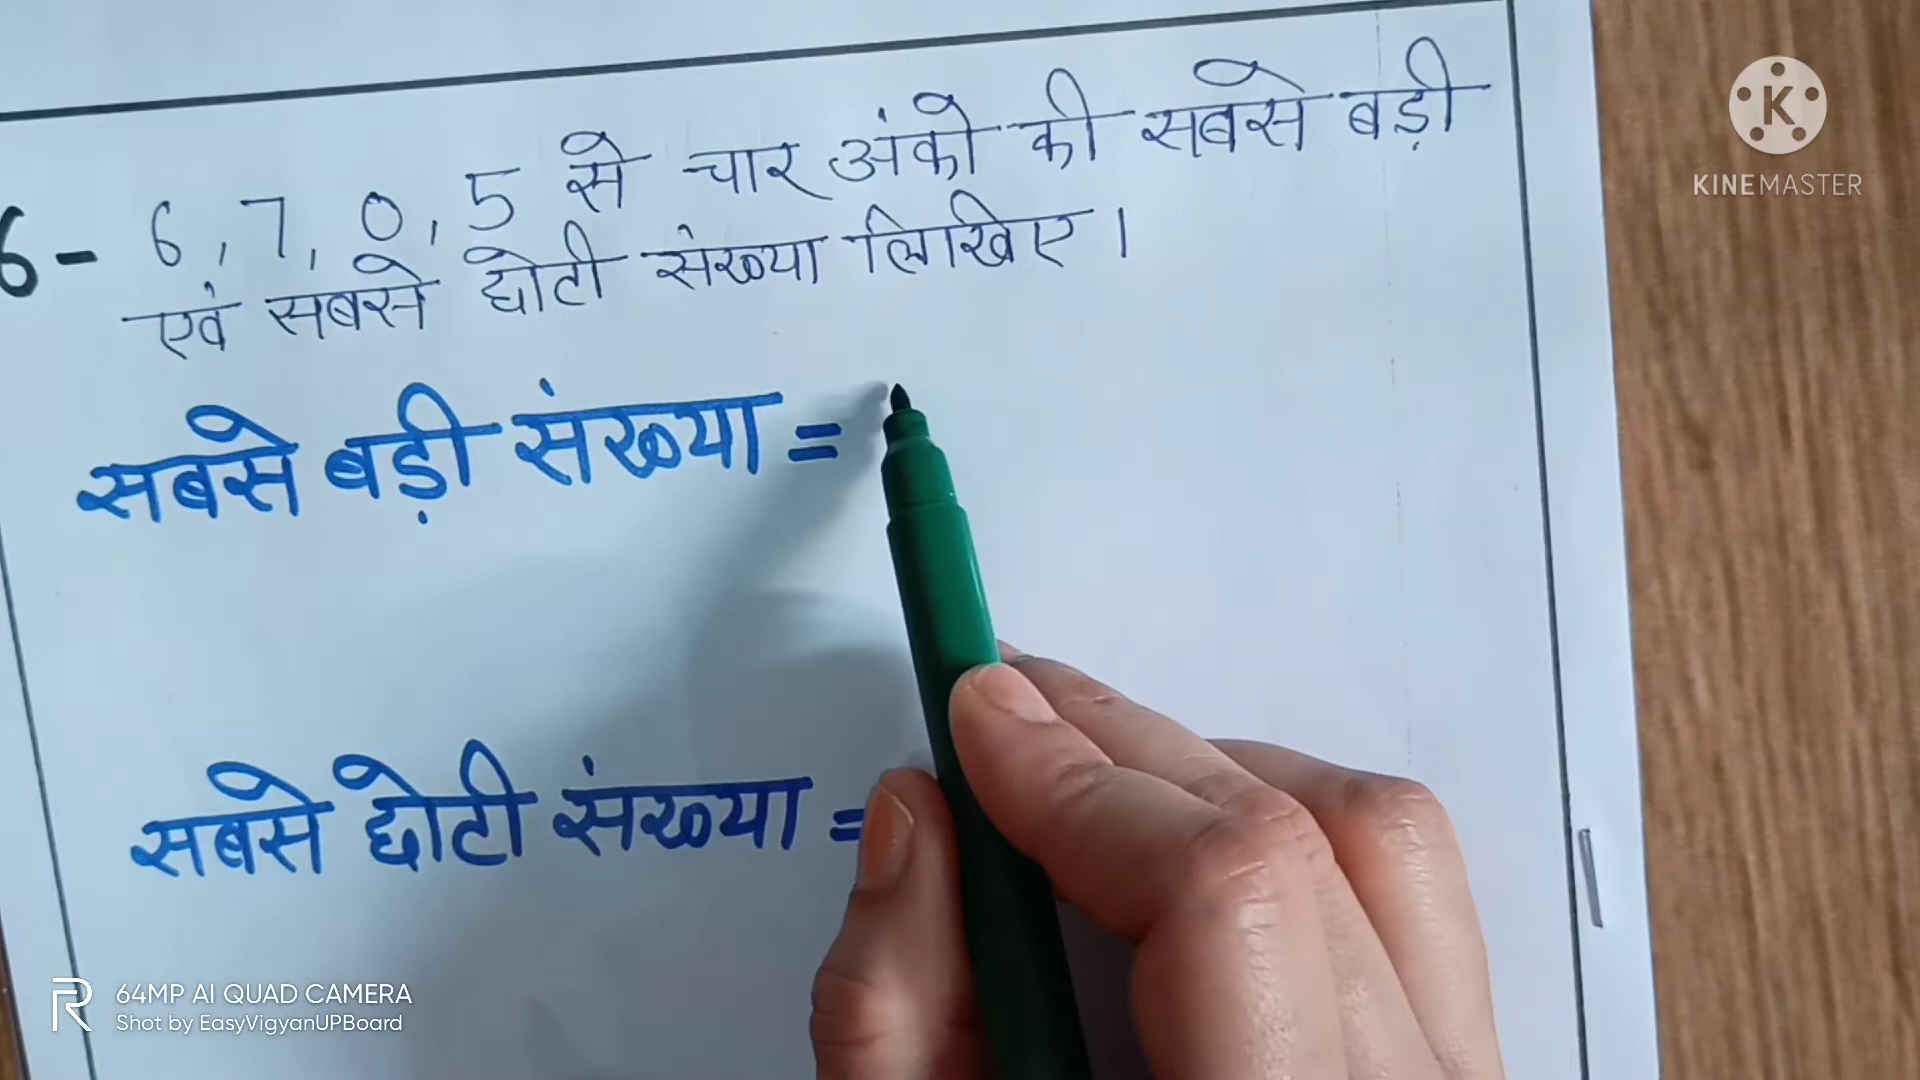 6- 6, 7, 0, 5 से चार अंको की सबसे बड़ी
एवं सबसे छोटी संख्या लिखिए।
सबसे बड़ी संख्या =
सबसे छोटी संख्या =
K
KINEMASTER
R
64MP AI QUAD CAMERA
Shot by EasyVigyanUPBoard